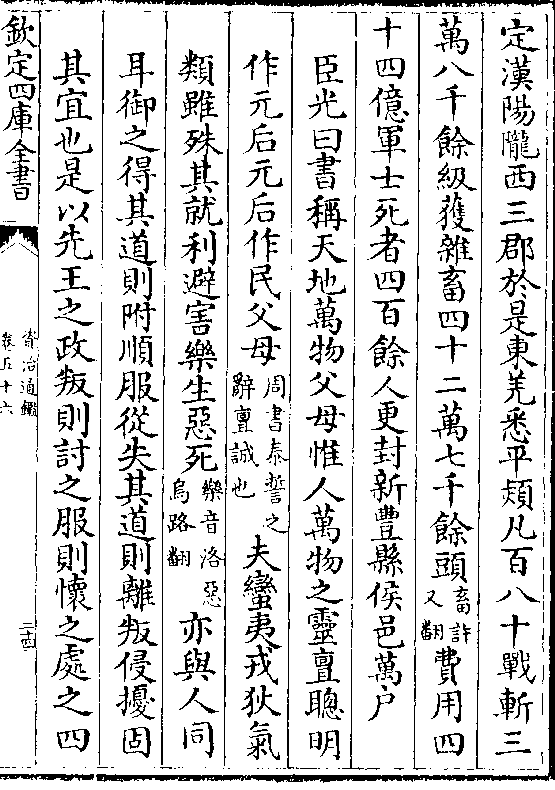 定漢陽隴西三郡於是東羌悉平熲凡百八十戰斬三
萬八千餘級獲雜畜四十二萬七千餘頭畜許又翻費用四
十四億軍士死者四百餘人更封新豐縣侯邑萬户
臣光曰書稱天地萬物父母惟人萬物之靈亶聰明
作元后元后作民父母周書泰誓之辭亶誠也夫蠻夷戎狄氣
類雖殊其就利避害樂生惡死樂音洛惡烏路翻亦與人同
耳御之得其道則附順服從失其道則離叛侵擾固
其宜也是以先王之政叛則討之服則懷之處之四
欽定四庫全書
資治通鑑
卷五十六
二十四